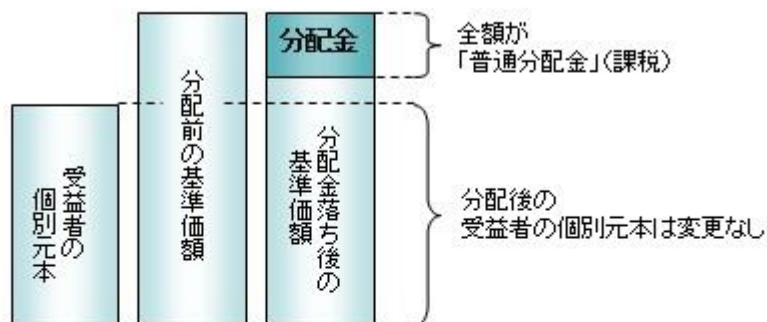 受益者の
個別元本
分配前の基準価額
分配金
分配金落ち後の
基準価額
全額が
「普通分配金」(課税)
分配後の
受益者の個別元本は変更なし